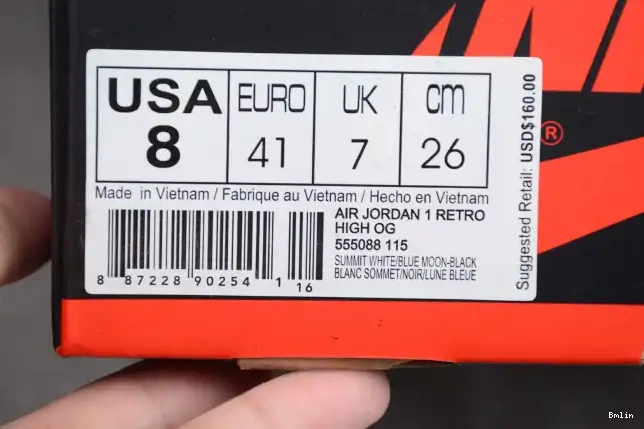 USA EURO UK cm
8 41 7 26
Made in Vietnam / Fabrique au Vietnam / Hecho en Vietnam
AIR JORDAN 1 RETRO
HIGH OG
555088 115
SUMMIT WHITE/BLUE MOON-BLACK
BLANC SOMMET/NOIR/LUNE BLEUE
8 87228 90254 1 16
Suggested Retail: USD$160.00
®
Bmlin